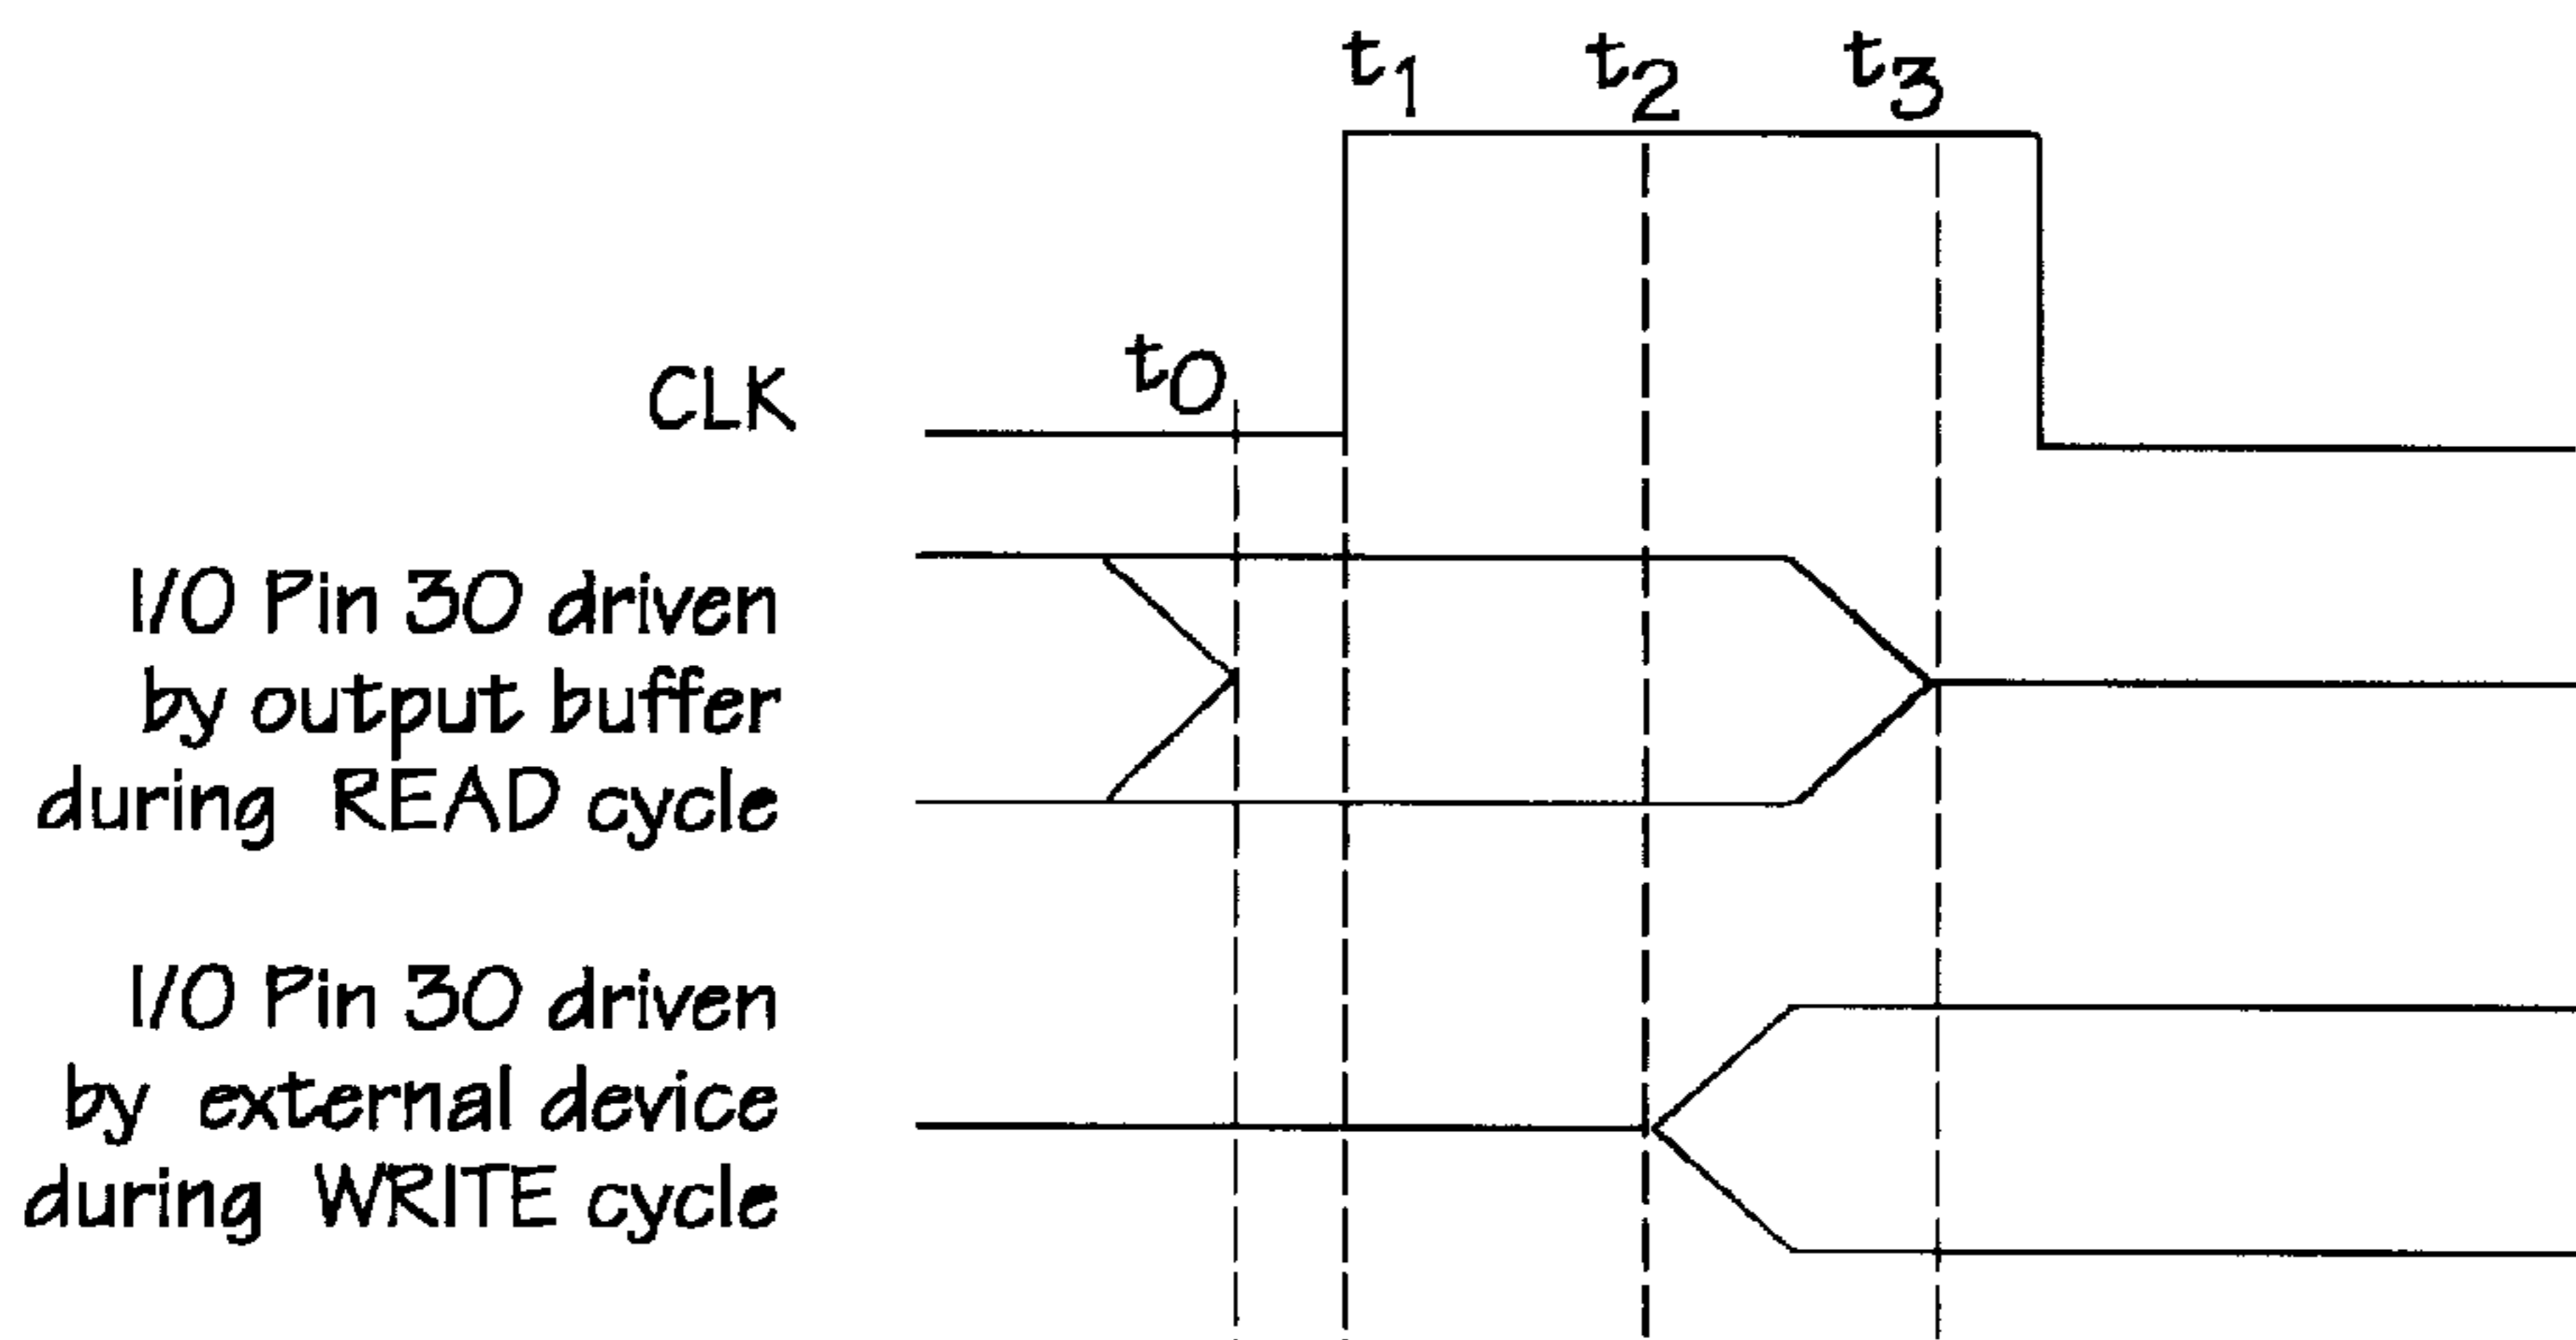 t1 t2 t3
t0
CLK
I/O Pin 30 driven
by output buffer
during READ cycle
I/O Pin 30 driven
by external device
during WRITE cycle